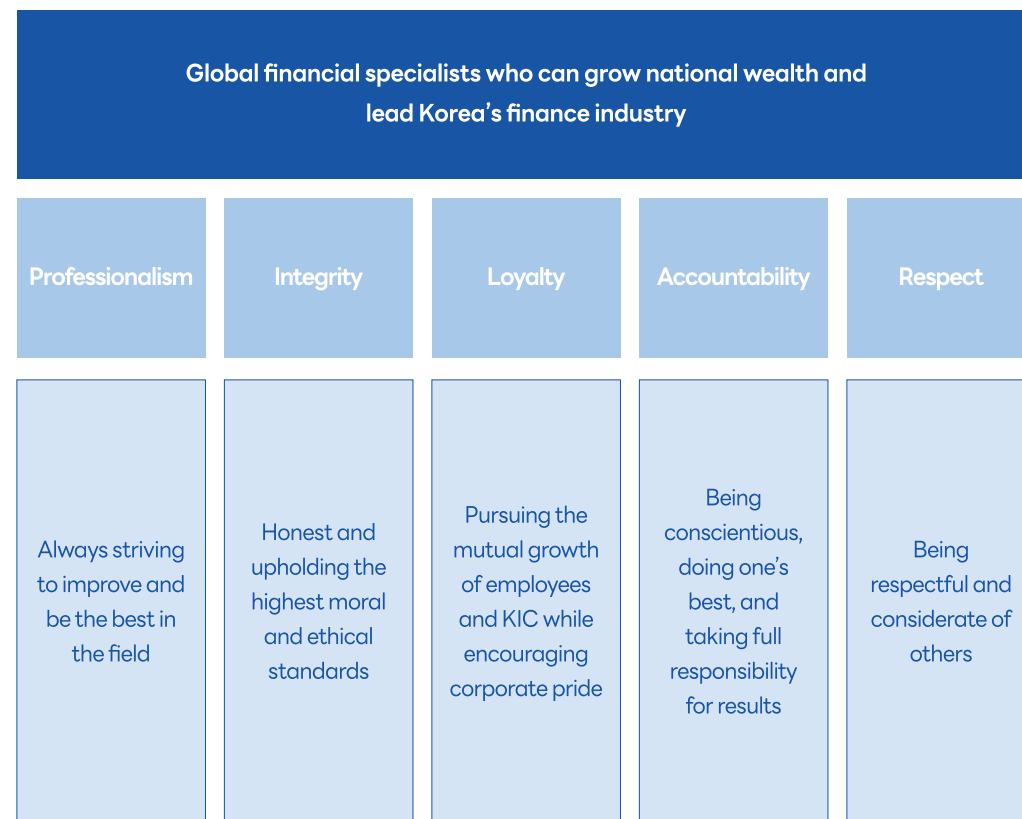 Global financial specialists who can grow national wealth and
lead Korea’s finance industry
Professionalism
Integrity
Loyalty
Accountability
Respect
Always striving
to improve and
be the best in
the field
Honest and
upholding the
highest moral
and ethical
standards
Pursuing the
mutual growth
of employees
and KIC while
encouraging
corporate pride
Being
conscientious,
doing one’s
best, and
taking full
responsibility
for results
Being
respectful and
considerate of
others